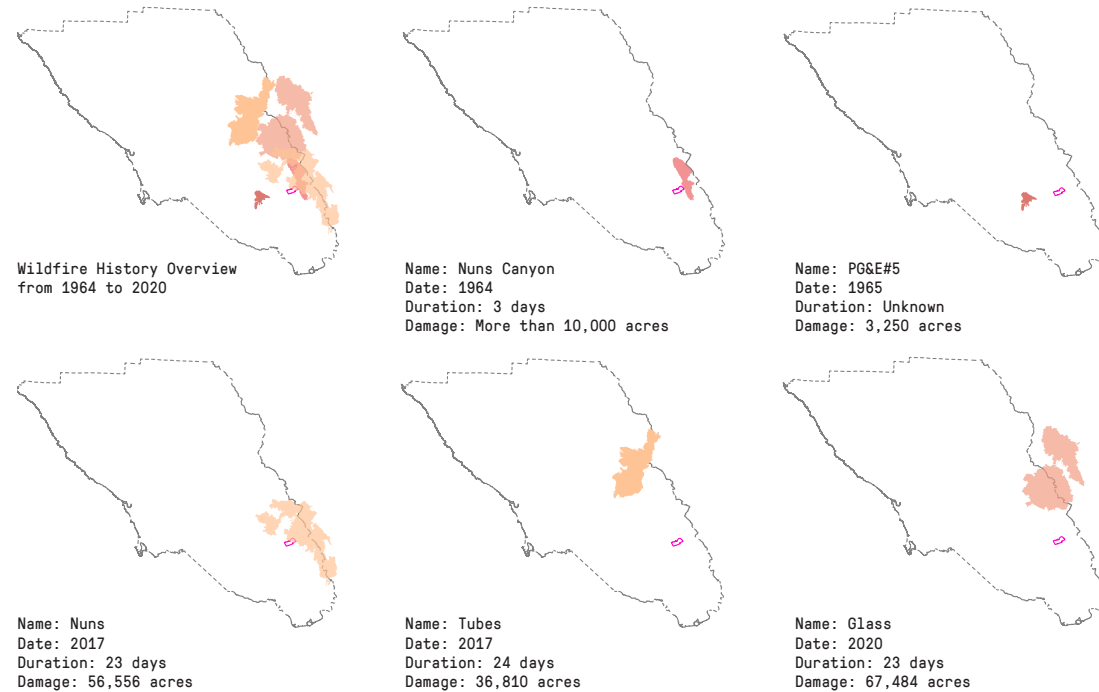 Wildfire History Overview
from 1964 to 2020
Name: Nuns Canyon
Date: 1964
Duration: 3 days
Damage: More than 10,000 acres
Name: PG&E#5
Date: 1965
Duration: Unknown
Damage: 3,250 acres
Name: Nuns
Date: 2017
Duration: 23 days
Damage: 56,556 acres
Name: Tubes
Date: 2017
Duration: 24 days
Damage: 36,810 acres
Name: Glass
Date: 2020
Duration: 23 days
Damage: 67,484 acres